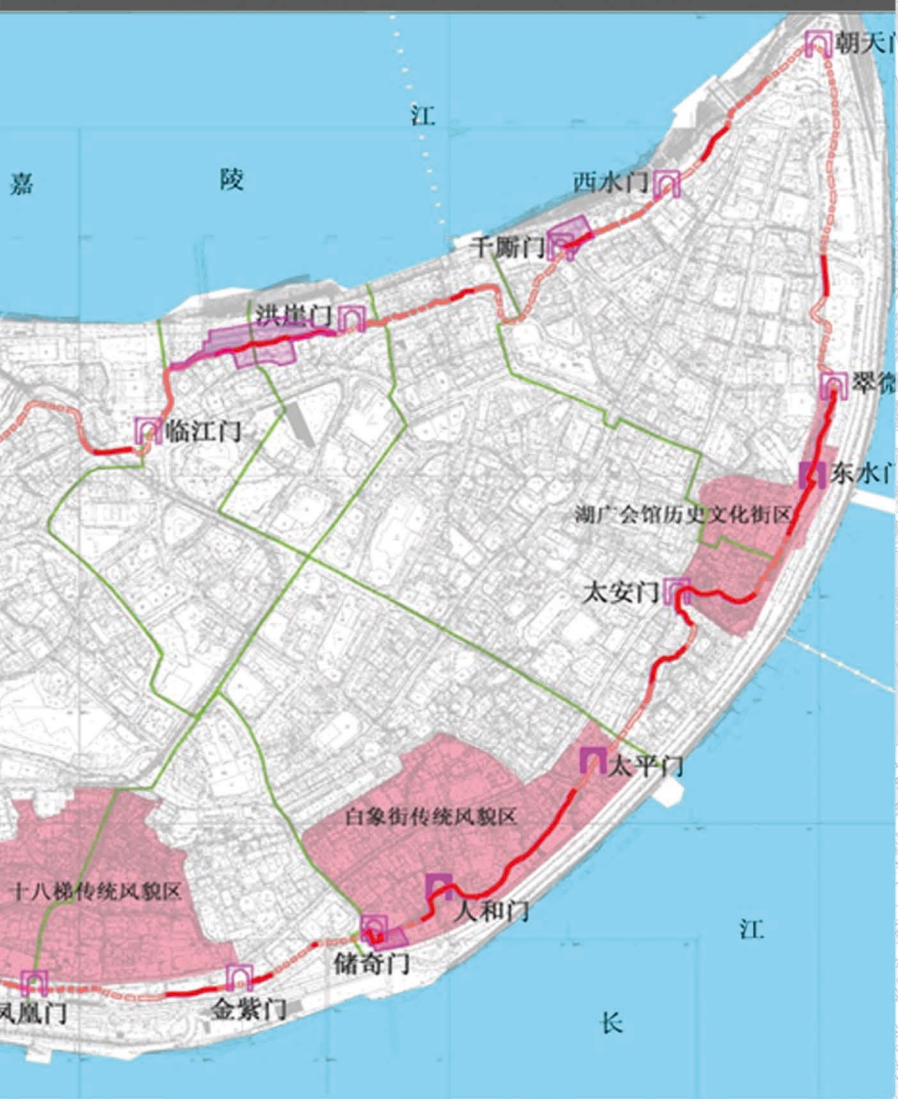 朝天门
江
嘉
陵
西水门
千厮门
洪崖门
翠微
临江门
东水门
湖广会馆历史文化街区
太安门
太平门
白象街传统风貌区
十八梯传统风貌区
人和门
江
储奇门
金紫门
凤凰门
长